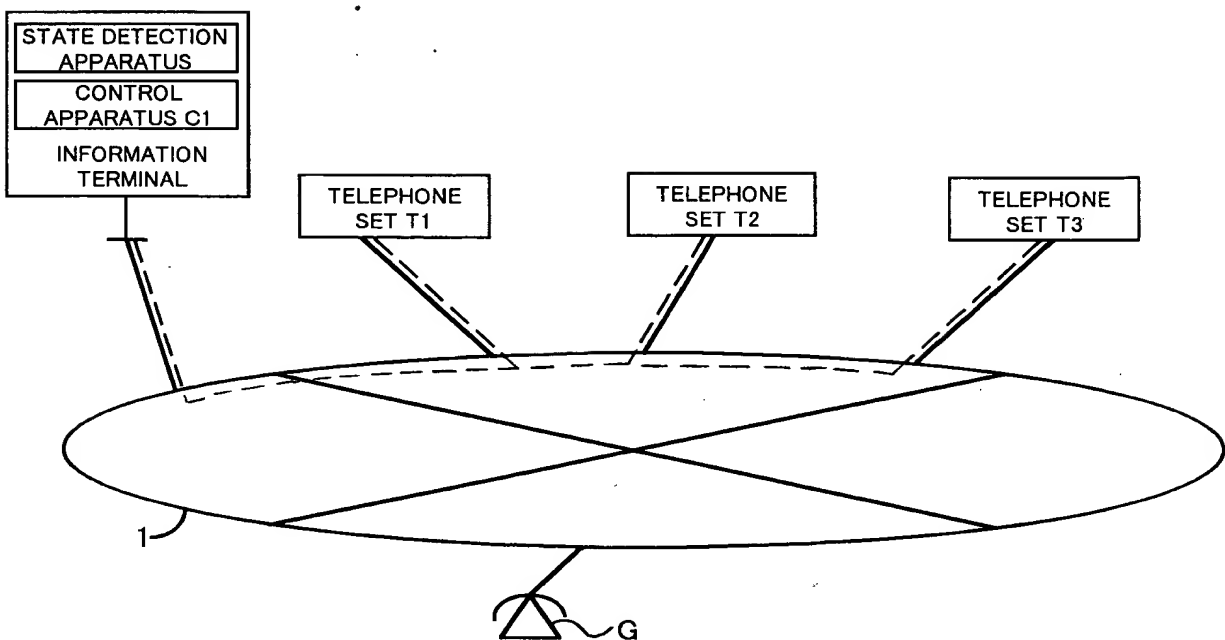 STATE DETECTION
APPARATUS
CONTROL
APPARATUS C1
INFORMATION
TERMINAL
TELEPHONE
SET T1
TELEPHONE
SET T2
TELEPHONE
SET T3
1
G